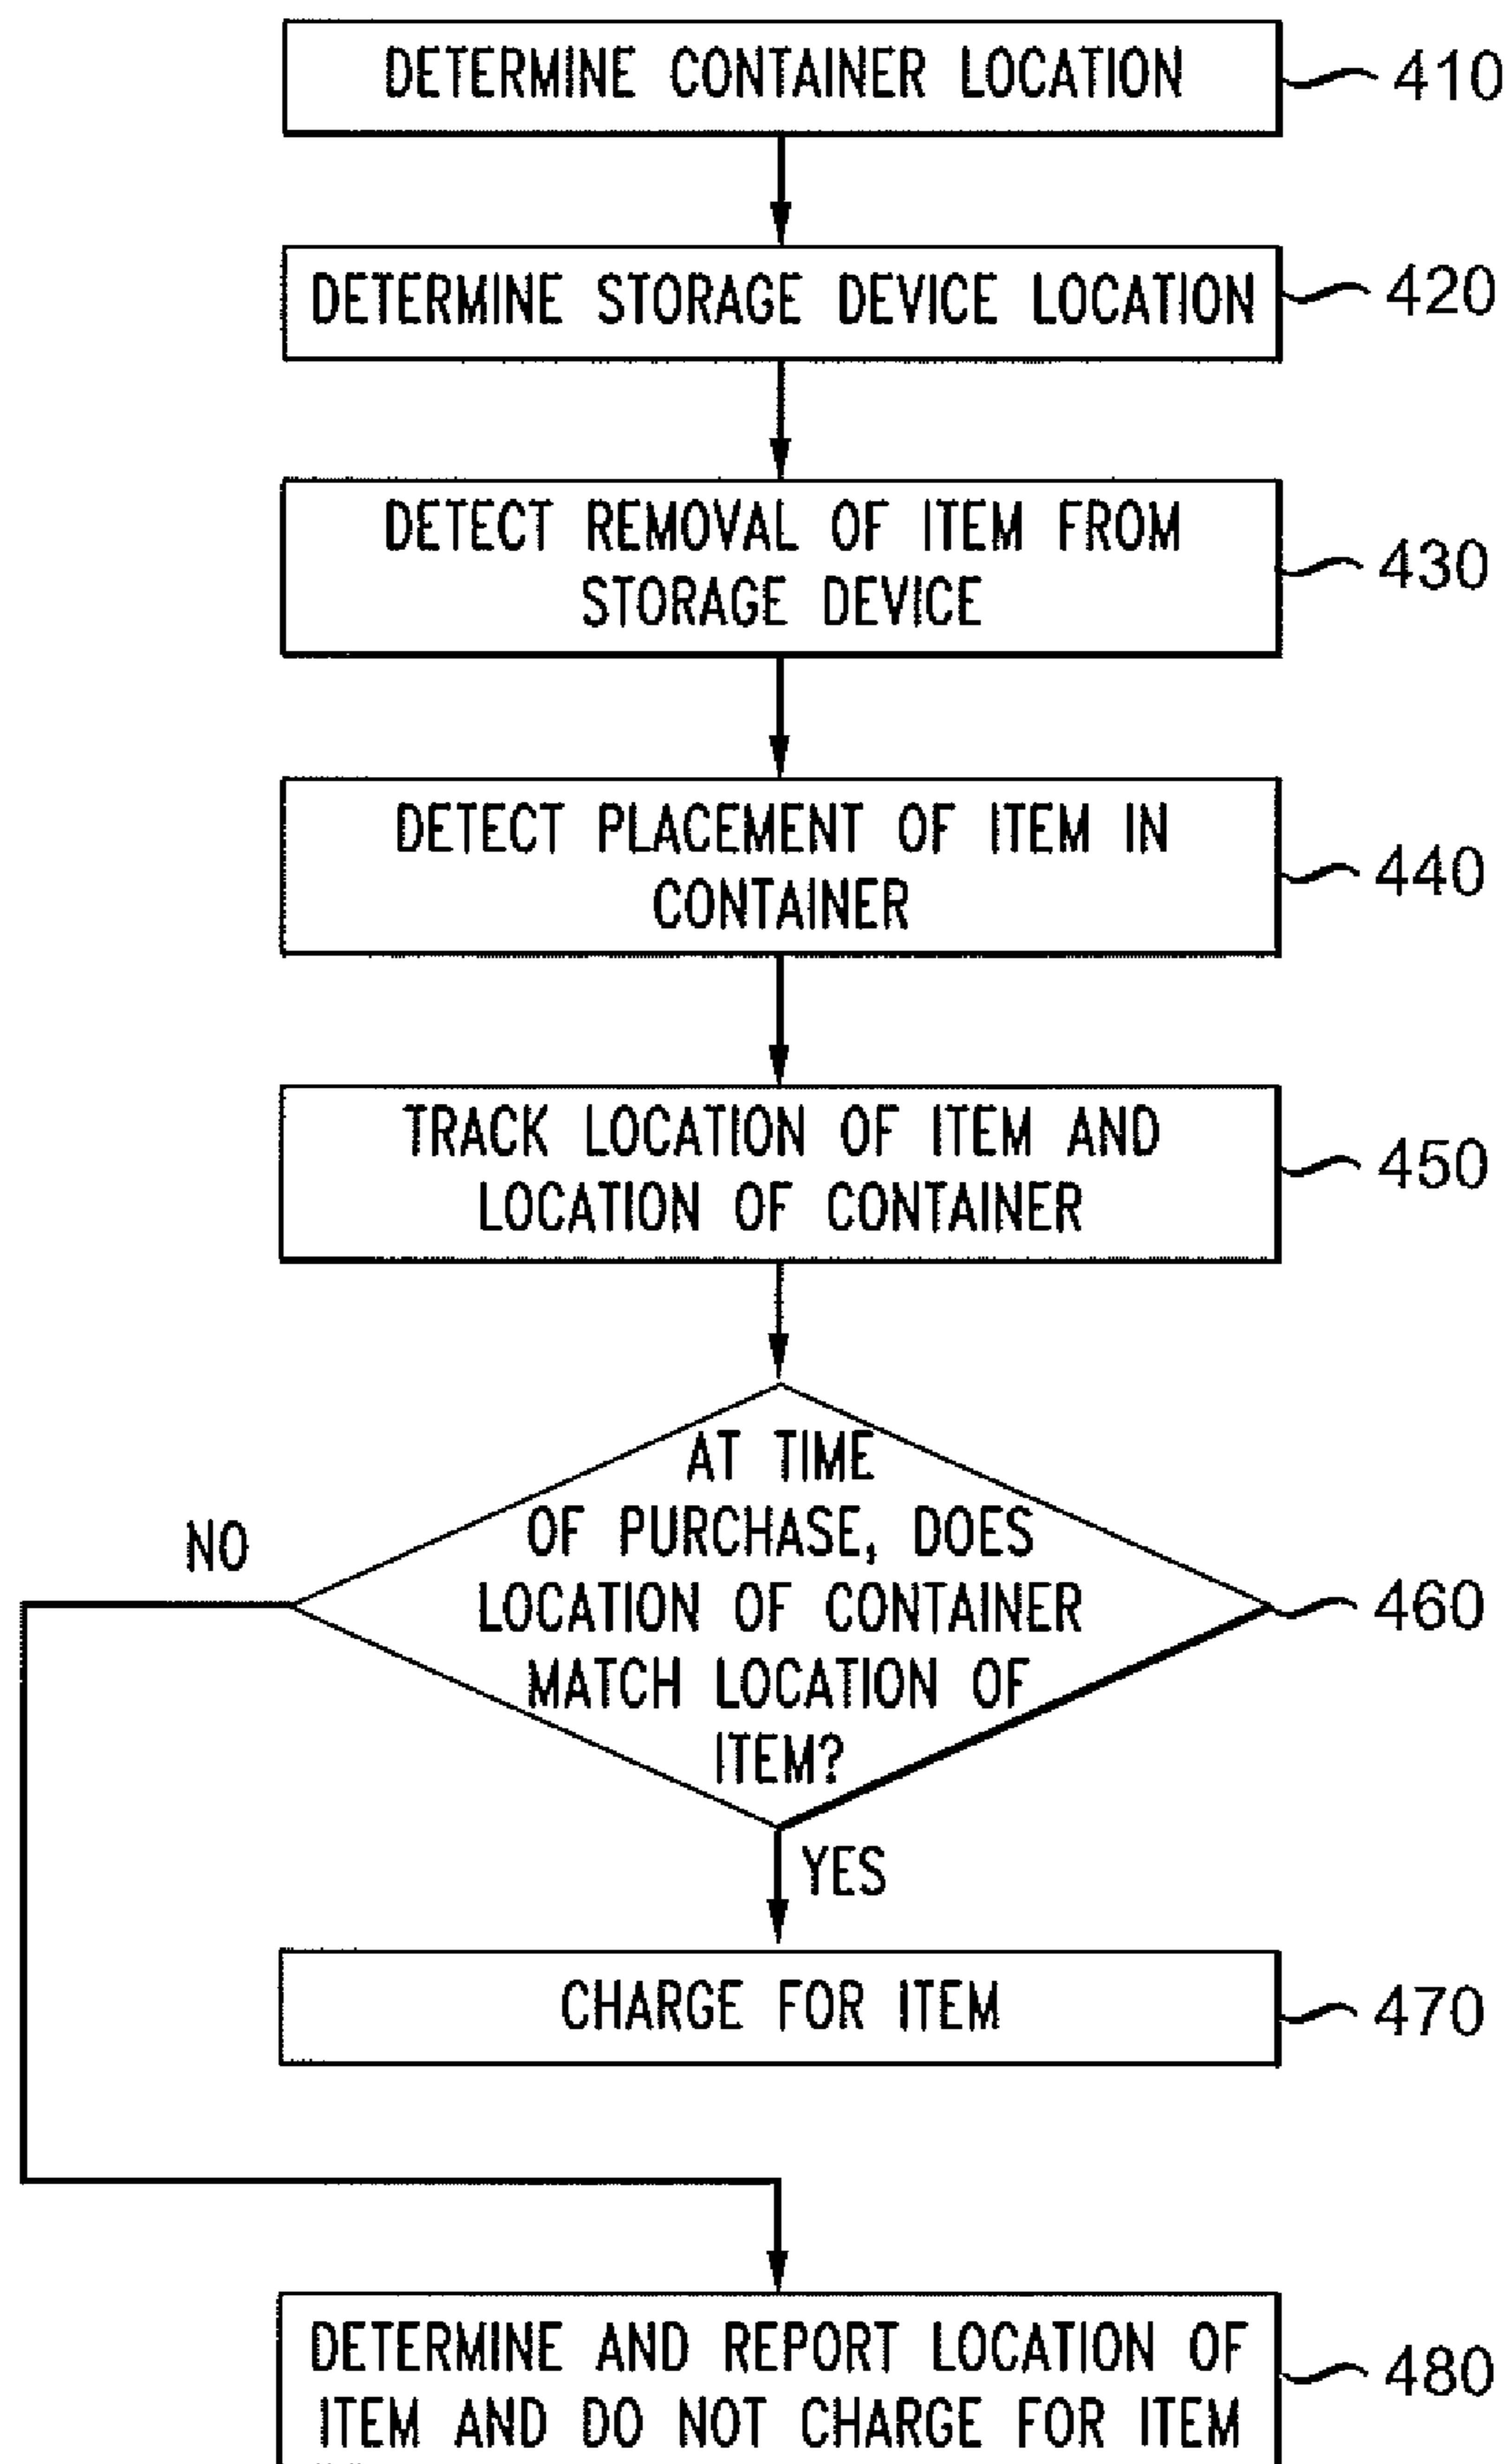 DETERMINE CONTAINER LOCATION
410
DETERMINE STORAGE DEVICE LOCATION
420
DETECT REMOVAL OF ITEM FROM
STORAGE DEVICE
430
DETECT PLACEMENT OF ITEM IN
CONTAINER
440
TRACK LOCATION OF ITEM AND
LOCATION OF CONTAINER
450
AT TIME
OF PURCHASE, DOES
LOCATION OF CONTAINER
MATCH LOCATION OF
ITEM?
460
NO
YES
CHARGE FOR ITEM
470
DETERMINE AND REPORT LOCATION OF
ITEM AND DO NOT CHARGE FOR ITEM
480